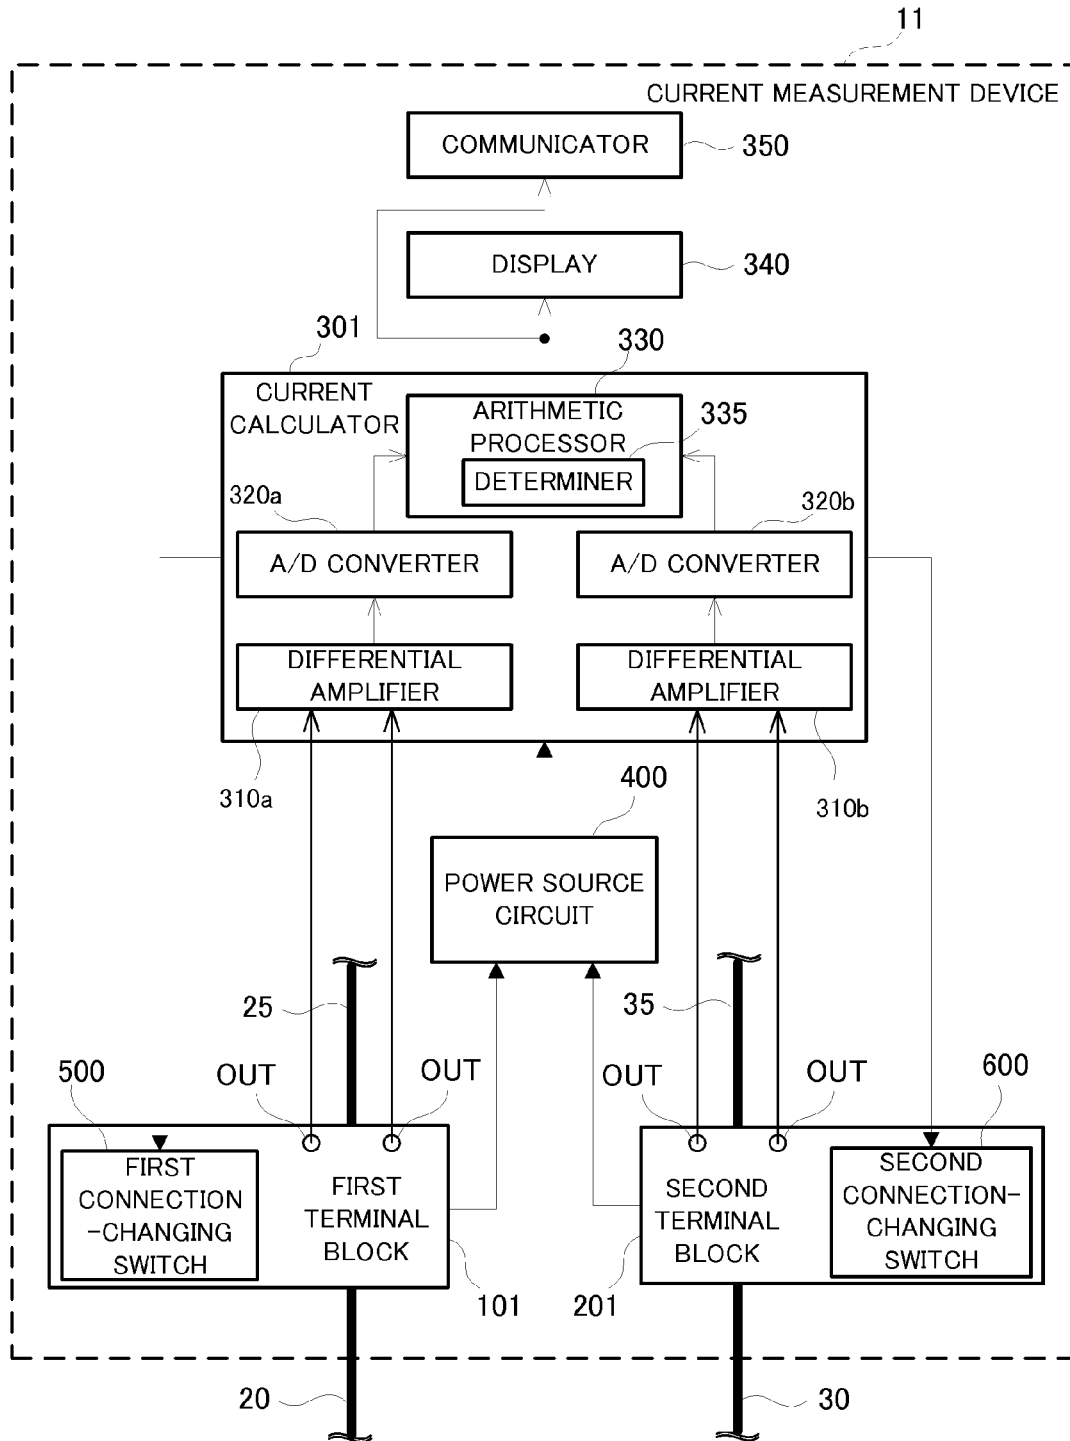 11
CURRENT MEASUREMENT DEVICE
COMMUNICATOR
350
DISPLAY
340
301
330
CURRENT
CALCULATOR
ARITHMETIC
PROCESSOR
335
DETERMINER
320a
320b
A/D CONVERTER
A/D CONVERTER
DIFFERENTIAL
AMPLIFIER
DIFFERENTIAL
AMPLIFIER
310a
400
310b
POWER SOURCE
CIRCUIT
25
35
500
OUT
OUT
OUT
OUT
600
FIRST
CONNECTION
-CHANGING
SWITCH
FIRST
TERMINAL
BLOCK
SECOND
TERMINAL
BLOCK
SECOND
CONNECTION-
CHANGING
SWITCH
101
201
20
30